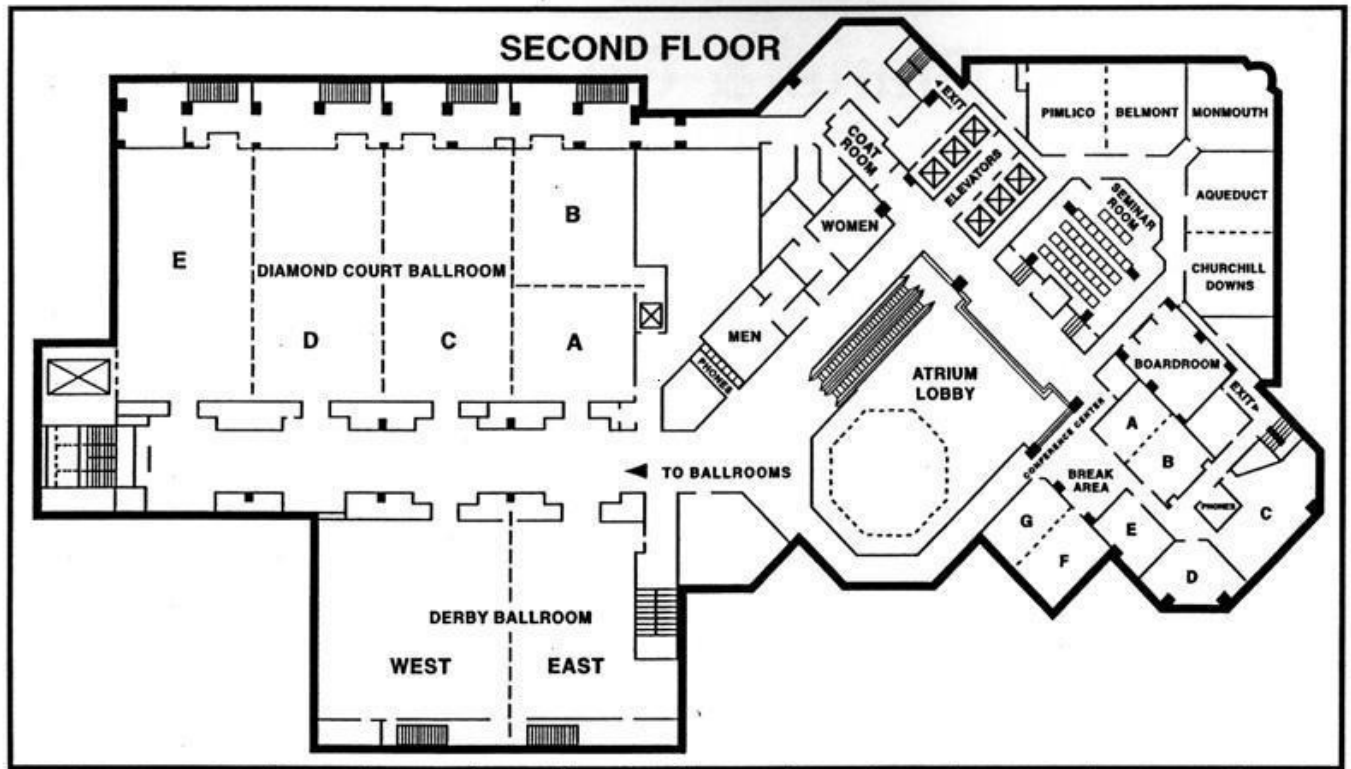 SECOND FLOOR
EXIT
COAT
ROOM
ELEVATORS
PIMLICO
BELMONT
MONMOUTH
AQUEDUCT
SEMINAR
ROOM
CHURCHILL
DOWNS
WOMEN
B
E
DIAMOND COURT BALLROOM
D
C
A
MEN
PHONES
ATRIUM
LOBBY
BOARDROOM
EXIT
CONFERENCE CENTER
A
B
BREAK
AREA
PHONES
C
G
E
F
D
TO BALLROOMS
DERBY BALLROOM
WEST
EAST